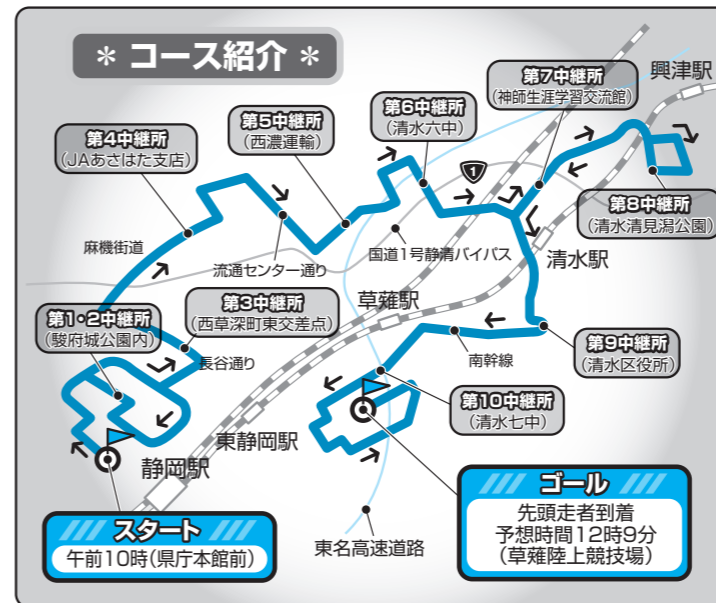 ＊ コース紹介 ＊
第7中継所
(神師生涯学習交流館)
興津駅
第6中継所
(清水六中)
第5中継所
(西濃運輸)
第4中継所
(JAあさはた支店)
1
第8中継所
(清水清見潟公園)
麻機街道
流通センター通り
国道1号静清バイパス
清水駅
草薙駅
第1・2中継所
(駿府城公園内)
第3中継所
(西草深町東交差点)
長谷通り
南幹線
第9中継所
(清水区役所)
第10中継所
(清水七中)
東静岡駅
静岡駅
スタート
午前10時(県庁本館前)
東名高速道路
ゴール
先頭走者到着
予想時間12時9分
(草薙陸上競技場)